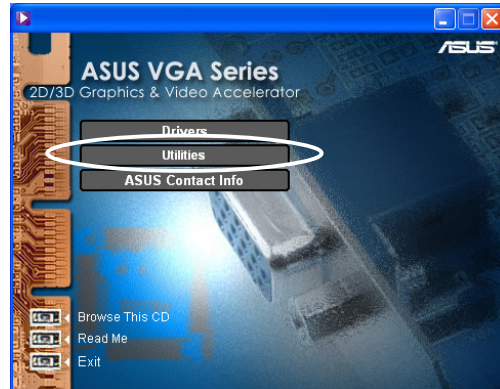 ASUS
ASUS VGA Series
2D/3D Graphics & Video Accelerator
Drivers
Utilities
ASUS Contact Info
Browse This CD
Read Me
Exit